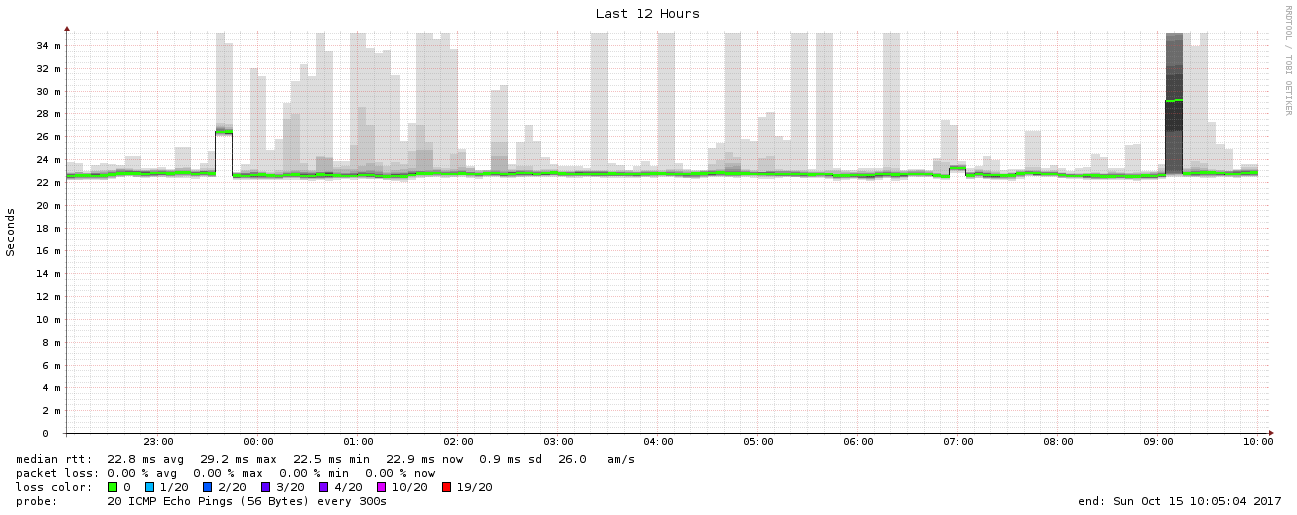 Last 12 Hours
RRDTOOL / TOBI OETIKER
34 m
32 m
30 m
28 m
26 m
24 m
22 m
20 m
18 m
16 m
14 m
12 m
10 m
8 m
6 m
4 m
2 m
0
Seconds
23:00 00:00 01:00 02:00 03:00 04:00 05:00 06:00 07:00 08:00 09:00 10:00
median rtt: 22.8 ms avg 29.2 ms max 22.5 ms min 22.9 ms now 0.9 ms sd 26.0 am/s
packet loss: 0.00 % avg 0.00 % max 0.00 % min 0.00 % now
loss color: 0 1/20 2/20 3/20 4/20 10/20 19/20
probe: 20 ICMP Echo Pings (56 Bytes) every 300s
end: Sun Oct 15 10:05:04 2017